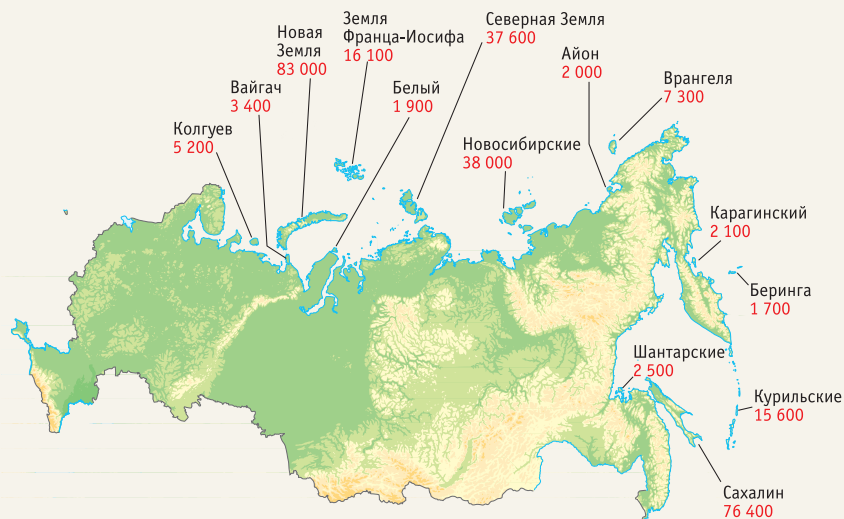 Земля
Франца-Иосифа
16 100
Северная Земля
37 600
Новая
Земля
83 000
Айон
2 000
Врангеля
7 300
Вайгач
3 400
Белый
1 900
Колгуев
5 200
Новосибирские
38 000
Карагинский
2 100
Беринга
1 700
Шантарские
2 500
Курильские
15 600
Сахалин
76 400